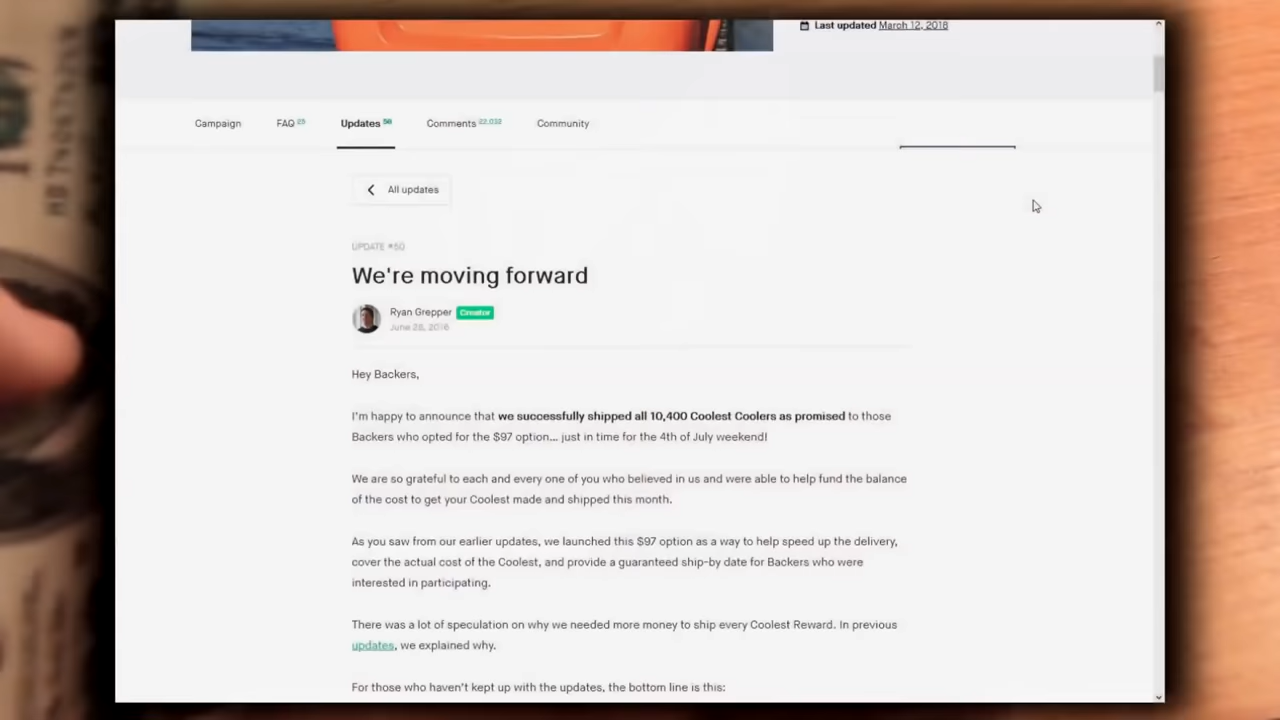 Last updated March 12, 2018
Campaign FAQ 25 Updates 58 Comments 22,032 Community
All updates
UPDATE #50
We're moving forward
Ryan Grepper Creator
June 28, 2016
Hey Backers,
I'm happy to announce that we successfully shipped all 10,400 Coolest Coolers as promised to those
Backers who opted for the $97 option... just in time for the 4th of July weekend!
We are so grateful to each and every one of you who believed in us and were able to help fund the balance
of the cost to get your Coolest made and shipped this month.
As you saw from our earlier updates, we launched this $97 option as a way to help speed up the delivery,
cover the actual cost of the Coolest, and provide a guaranteed ship-by date for Backers who were
interested in participating.
There was a lot of speculation on why we needed more money to ship every Coolest Reward. In previous
updates, we explained why.
For those who haven't kept up with the updates, the bottom line is this: